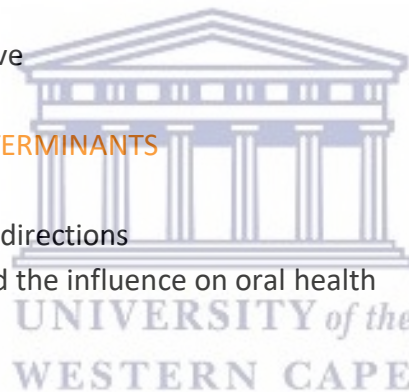 ve
ERMINANTS
directions
d the influence on oral health
UNIVERSITY of the
WESTERN CAPE